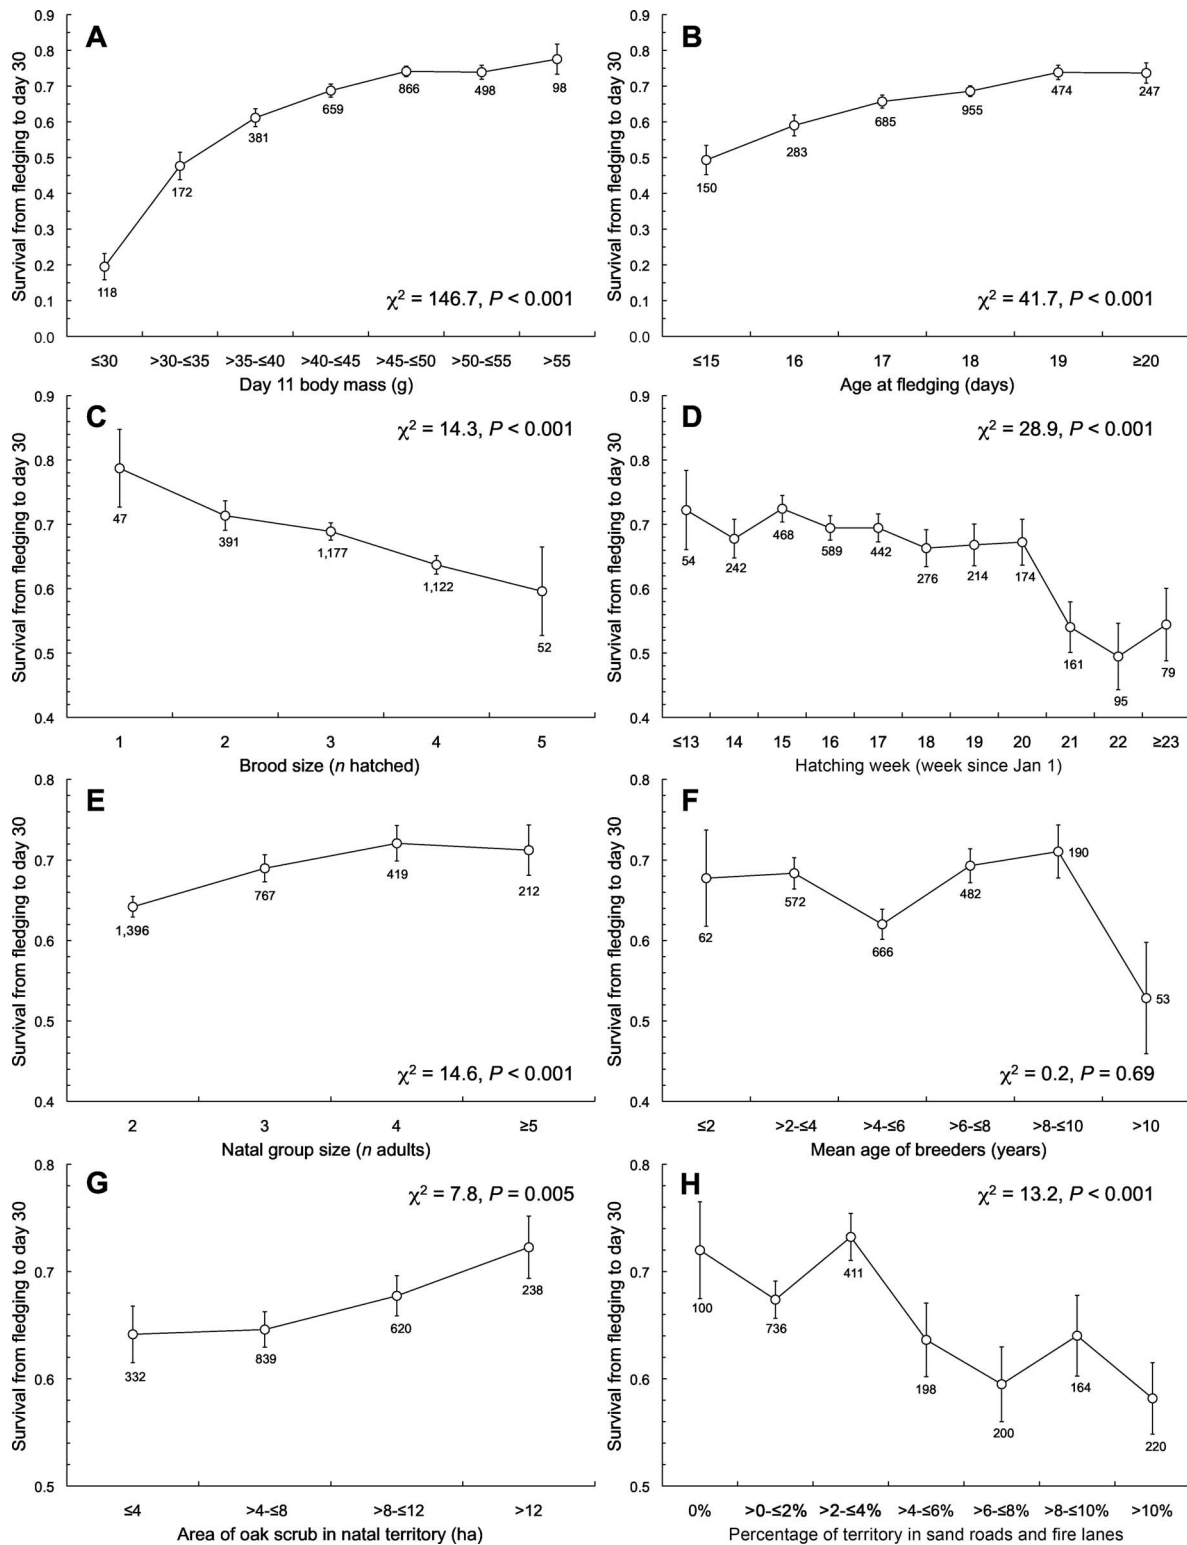 A
Survival from fledging to day 30
0.9
0.8
0.7
0.6
0.5
0.4
0.3
0.2
0.1
0.0
118
172
381
659
866
498
98
χ² = 146.7, P < 0.001
≤30 >30-≤35 >35-≤40 >40-≤45 >45-≤50 >50-≤55 >55
Day 11 body mass (g)
B
Survival from fledging to day 30
0.9
0.8
0.7
0.6
0.5
0.4
0.3
0.2
0.1
0.0
150
283
685
955
474
247
χ² = 41.7, P < 0.001
≤15 16 17 18 19 ≥20
Age at fledging (days)
C
Survival from fledging to day 30
0.9
0.8
0.7
0.6
0.5
0.4
χ² = 14.3, P < 0.001
47
391
1,177
1,122
52
1 2 3 4 5
Brood size (n hatched)
D
Survival from fledging to day 30
0.9
0.8
0.7
0.6
0.5
0.4
χ² = 28.9, P < 0.001
54
242
468
589
442
276
214
174
161
95
79
≤13 14 15 16 17 18 19 20 21 22 ≥23
Hatching week (week since Jan 1)
E
Survival from fledging to day 30
0.8
0.7
0.6
0.5
0.4
1,396
767
419
212
χ² = 14.6, P < 0.001
2 3 4 ≥5
Natal group size (n adults)
F
Survival from fledging to day 30
0.8
0.7
0.6
0.5
0.4
62
572
666
482
190
53
χ² = 0.2, P = 0.69
≤2 >2-≤4 >4-≤6 >6-≤8 >8-≤10 >10
Mean age of breeders (years)
G
Survival from fledging to day 30
0.8
0.7
0.6
0.5
χ² = 7.8, P = 0.005
332
839
620
238
≤4 >4-≤8 >8-≤12 >12
Area of oak scrub in natal territory (ha)
H
Survival from fledging to day 30
0.8
0.7
0.6
0.5
χ² = 13.2, P < 0.001
100
736
411
198
200
164
220
0% >0-≤2% >2-≤4% >4-≤6% >6-≤8% >8-≤10% >10%
Percentage of territory in sand roads and fire lanes